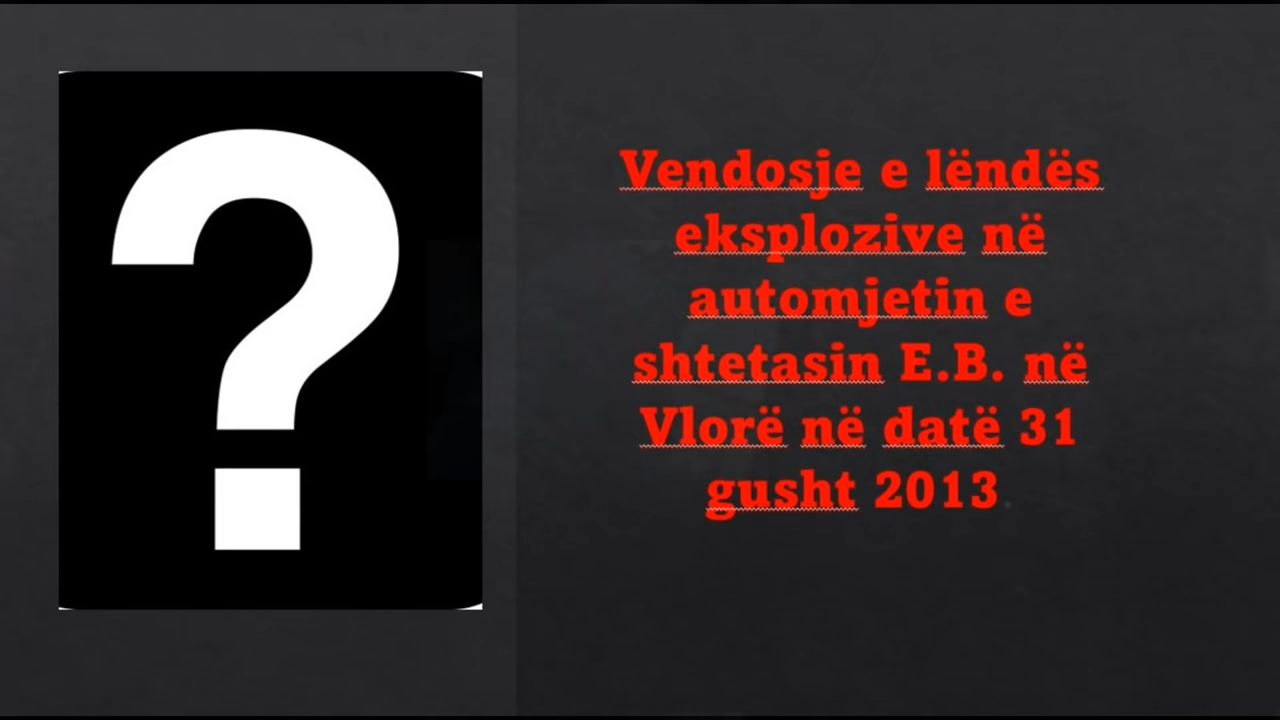 ?
Vendosje e lëndës
eksplozive në
automjetin e
shtetasin E.B. në
Vlorë në datë 31
gusht 2013.